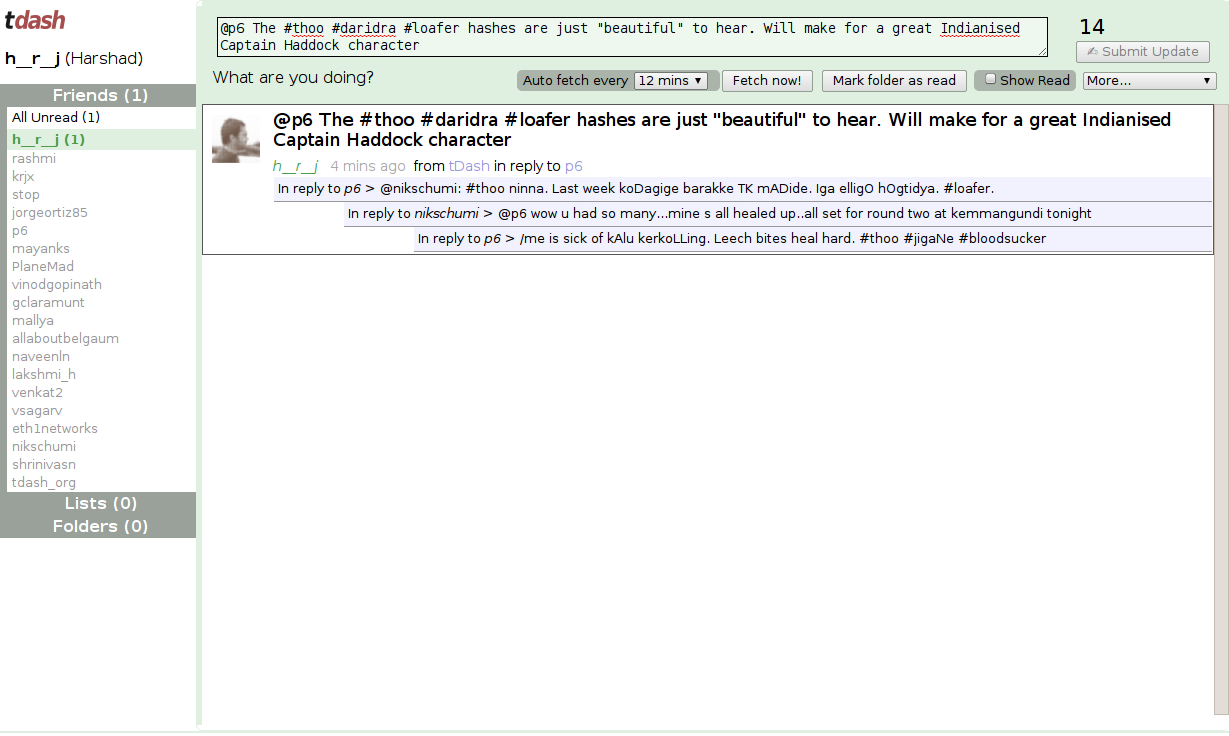 tdash
h__r__j (Harshad)
Friends (1)
All Unread (1)
h__r__j (1)
rashmi
krjx
stop
jorgeortiz85
p6
mayanks
PlaneMad
vinodgopinath
gclaramunt
mallya
allaboutbelgaum
naveenln
lakshmi_h
venkat2
vsagarv
eth1networks
nikschumi
shrinivasn
tdash_org
Lists (0)
Folders (0)
@p6 The #thoo #daridra #loafer hashes are just "beautiful" to hear. Will make for a great Indianised
Captain Haddock character
14
✍ Submit Update
What are you doing?
Auto fetch every 12 mins ▾ Fetch now! Mark folder as read Show Read More... ▾
@p6 The #thoo #daridra #loafer hashes are just "beautiful" to hear. Will make for a great Indianised
Captain Haddock character
h__r__j 4 mins ago from tDash in reply to p6
In reply to p6 > @nikschumi: #thoo ninna. Last week koDagige barakke TK mADide. Iga elligO hOgtidya. #loafer.
In reply to nikschumi > @p6 wow u had so many...mine s all healed up..all set for round two at kemmangundi tonight
In reply to p6 > /me is sick of kAlu kerkoLLing. Leech bites heal hard. #thoo #jigaNe #bloodsucker